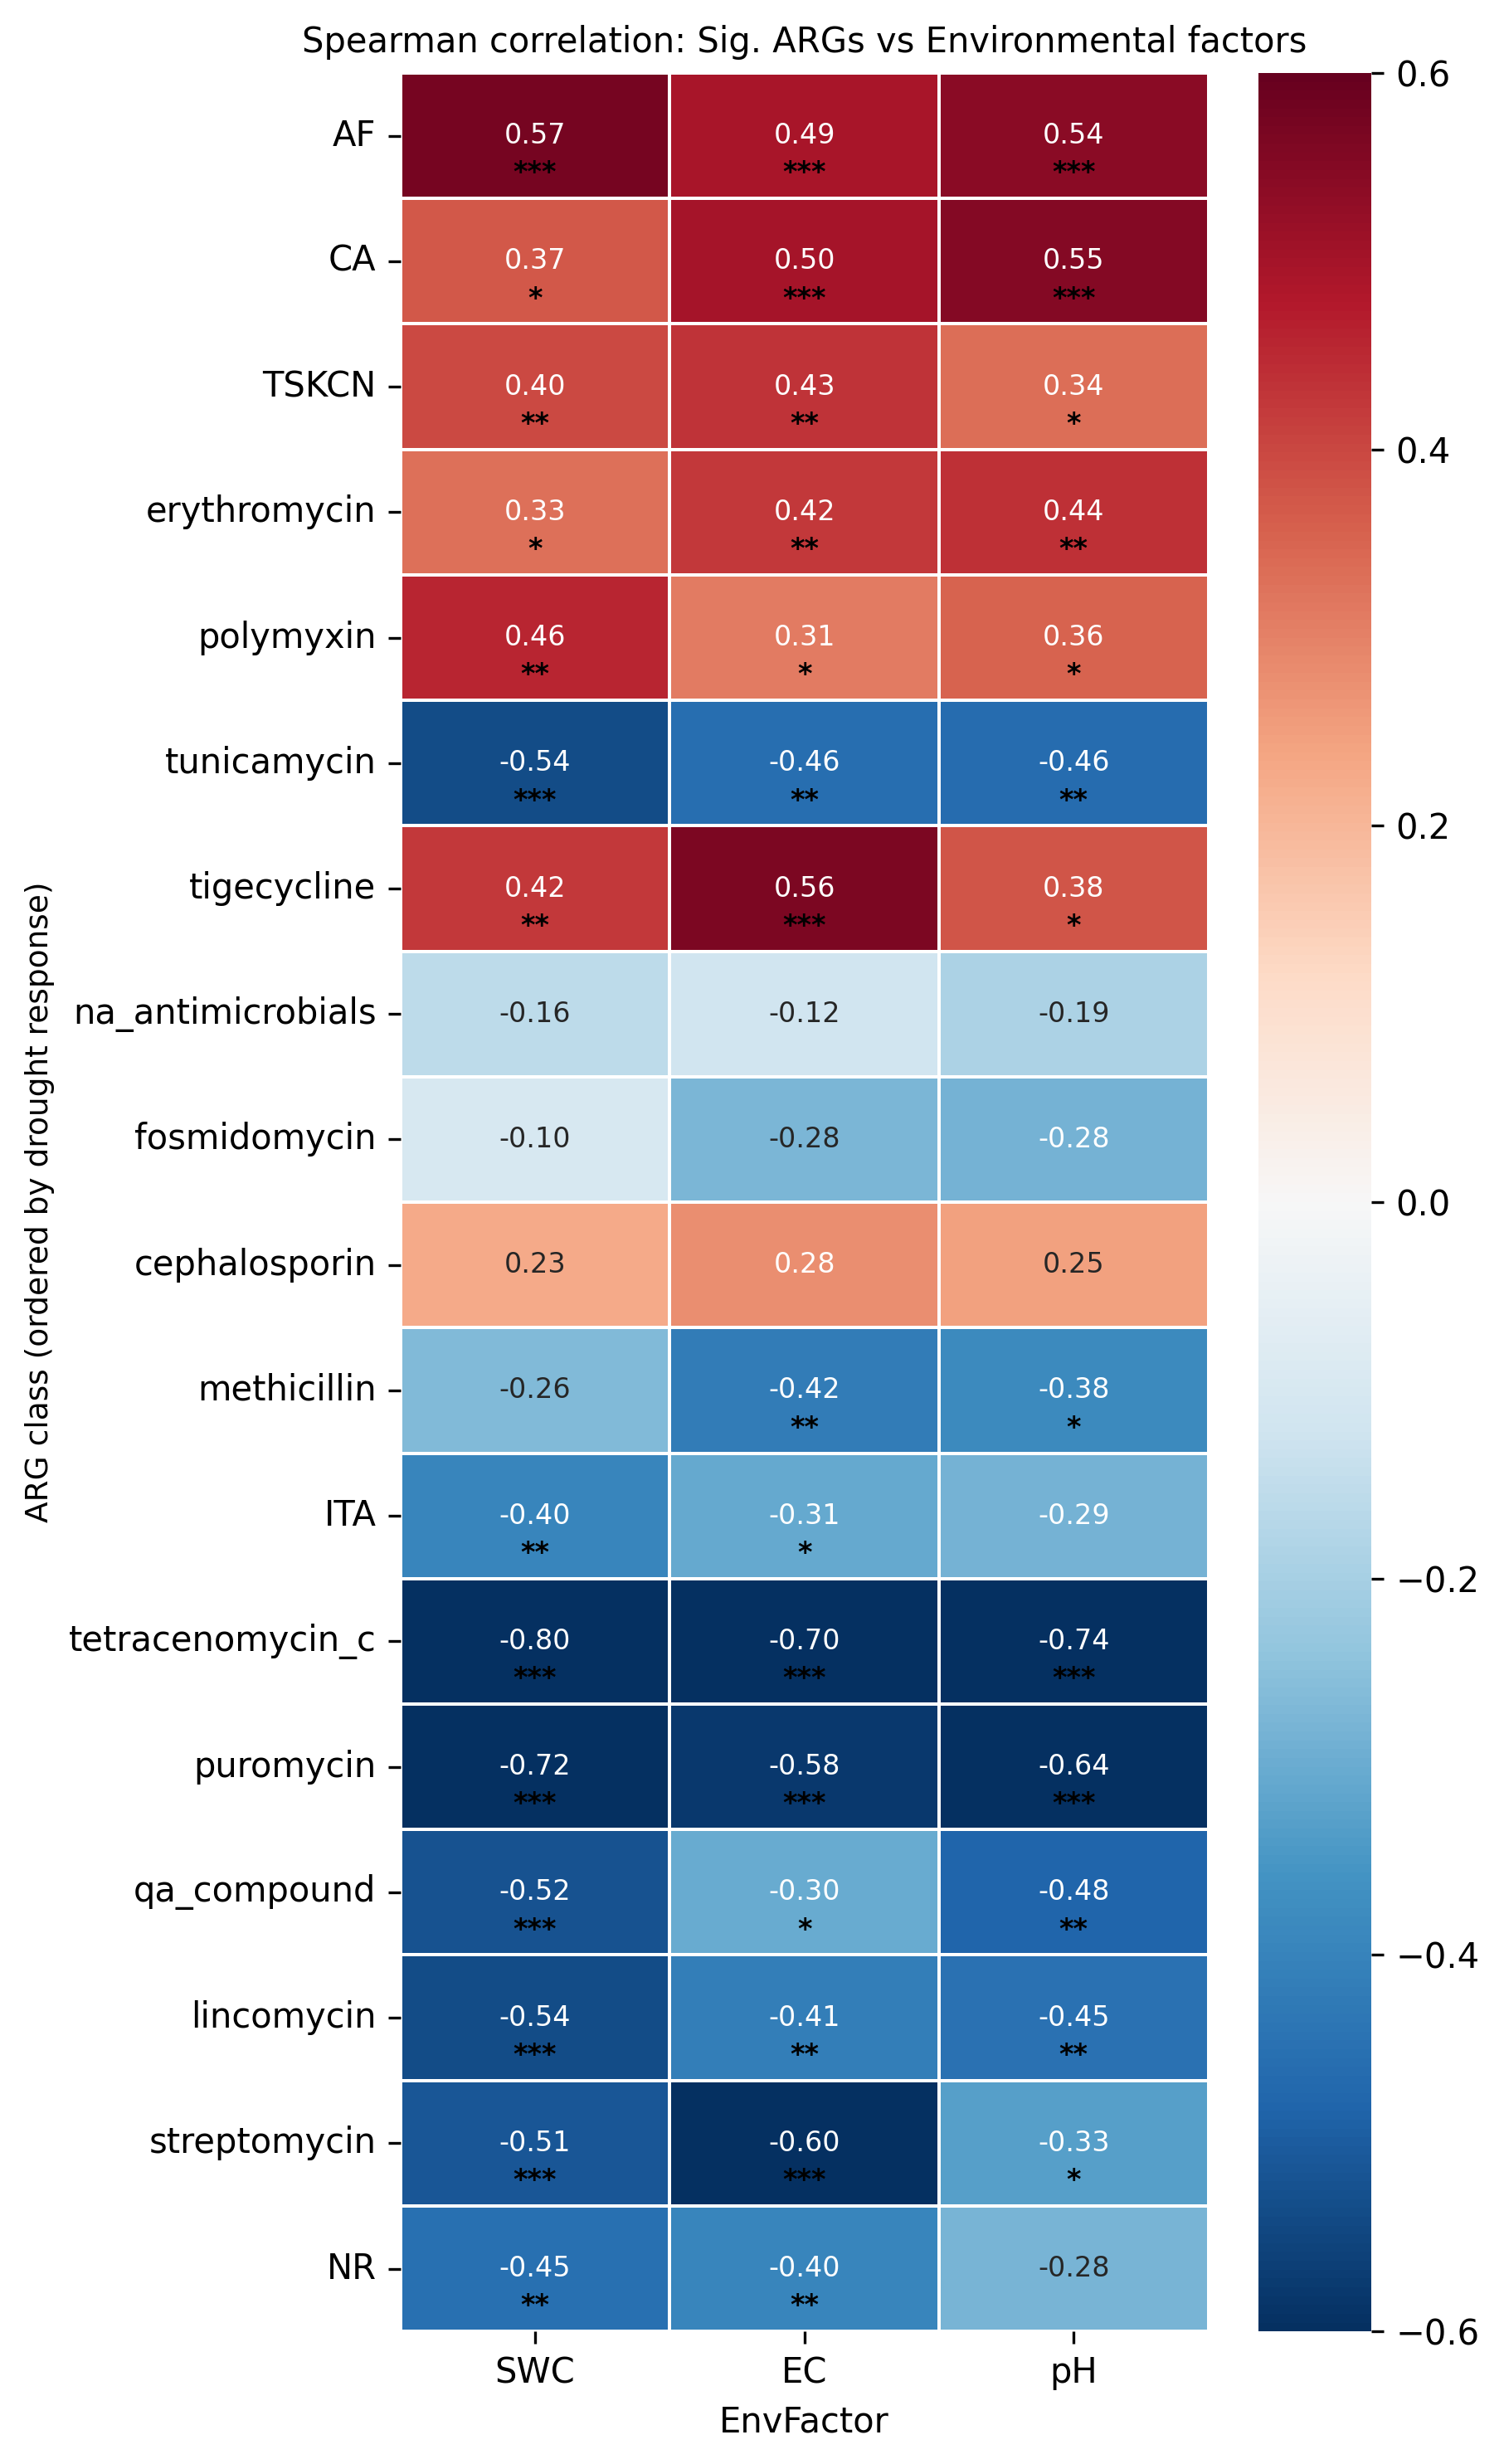 Spearman correlation: Sig. ARGs vs Environmental factors
ARG class (ordered by drought response)
AF 0.57 0.49 0.54
*** *** ***
CA 0.37 0.50 0.55
* *** ***
TSKCN 0.40 0.43 0.34
** ** *
erythromycin 0.33 0.42 0.44
* ** **
polymyxin 0.46 0.31 0.36
** * *
tunicamycin -0.54 -0.46 -0.46
*** ** **
tigecycline 0.42 0.56 0.38
** *** *
na_antimicrobials -0.16 -0.12 -0.19
fosmidomycin -0.10 -0.28 -0.28
cephalosporin 0.23 0.28 0.25
methicillin -0.26 -0.42 -0.38
** *
ITA -0.40 -0.31 -0.29
** *
tetracenomycin_c -0.80 -0.70 -0.74
*** *** ***
puromycin -0.72 -0.58 -0.64
*** *** ***
qa_compound -0.52 -0.30 -0.48
*** * **
lincomycin -0.54 -0.41 -0.45
*** ** **
streptomycin -0.51 -0.60 -0.33
*** *** *
NR -0.45 -0.40 -0.28
** **
SWC EC pH
EnvFactor
0.6
0.4
0.2
0.0
−0.2
−0.4
−0.6